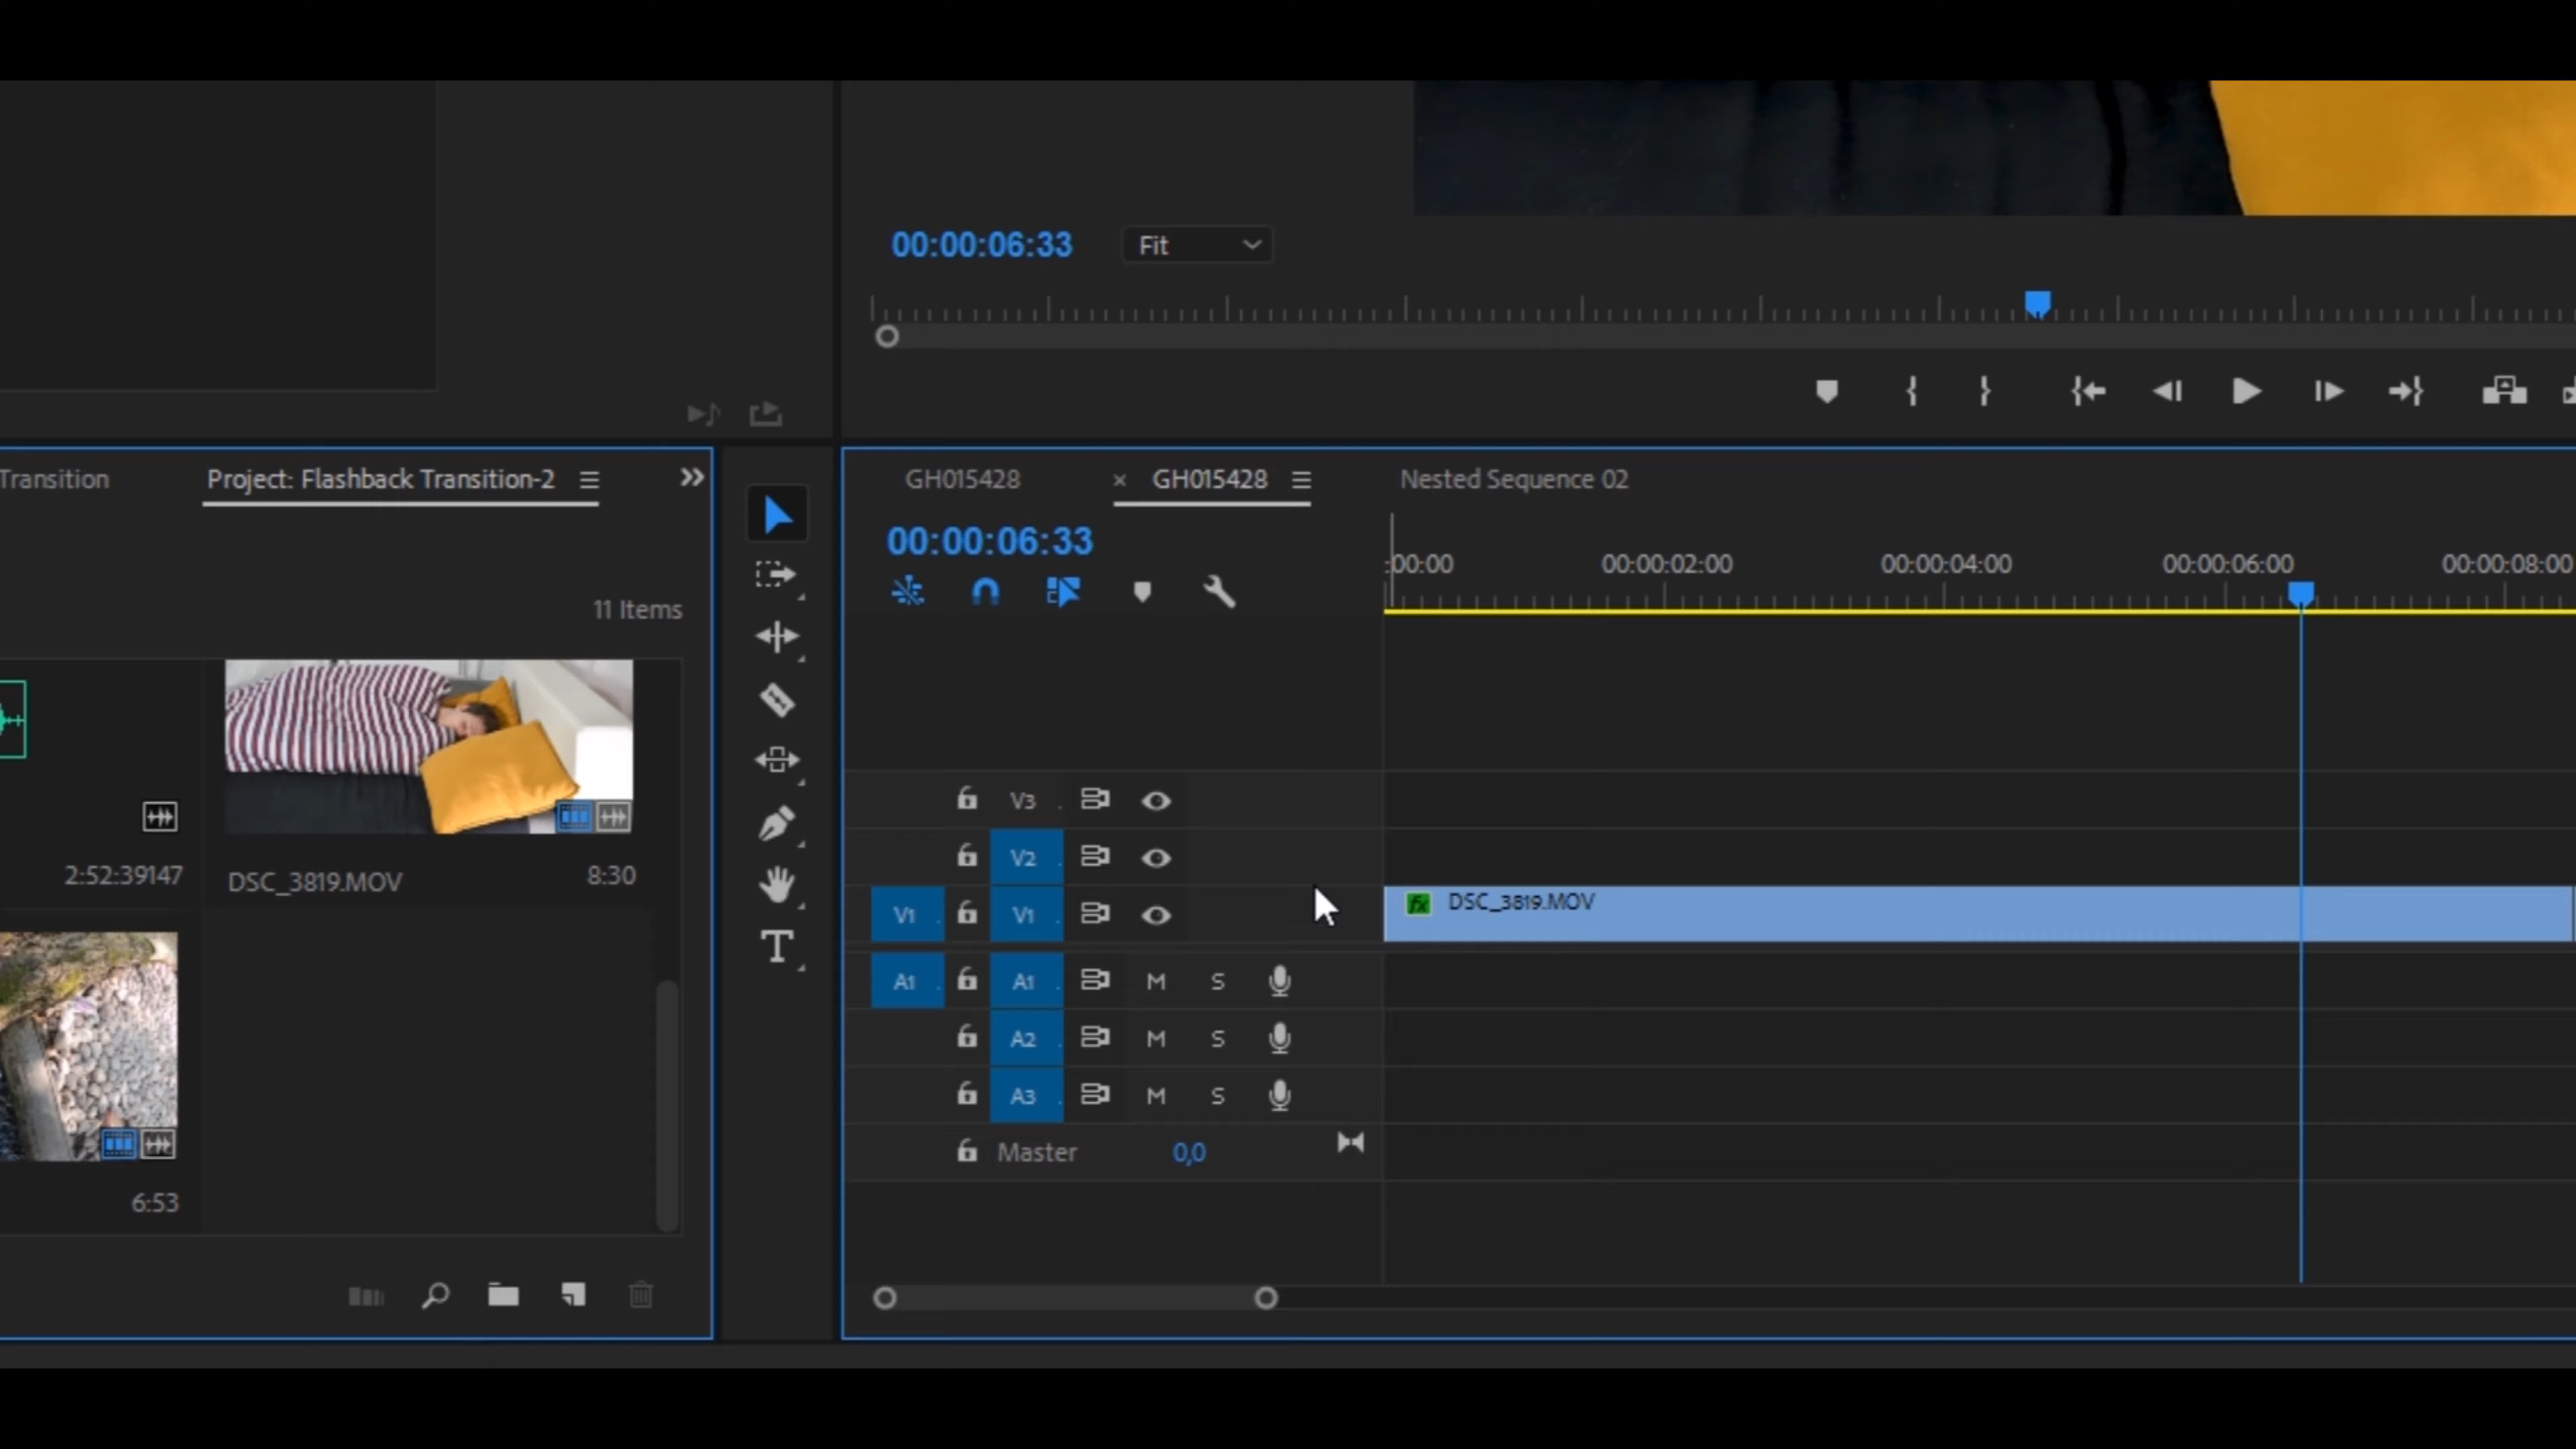 00:00:06:33 Fit
Transition Project: Flashback Transition-2
GH015428 × GH015428 Nested Sequence 02
00:00:06:33
:00:00 00:00:02:00 00:00:04:00 00:00:06:00 00:00:08:00
11 Items
V3
V2
V1 V1 fx DSC_3819.MOV
2:52:39147 DSC_3819.MOV 8:30
A1 A1 M S
A2 M S
A3 M S
Master 0,0
6:53
T